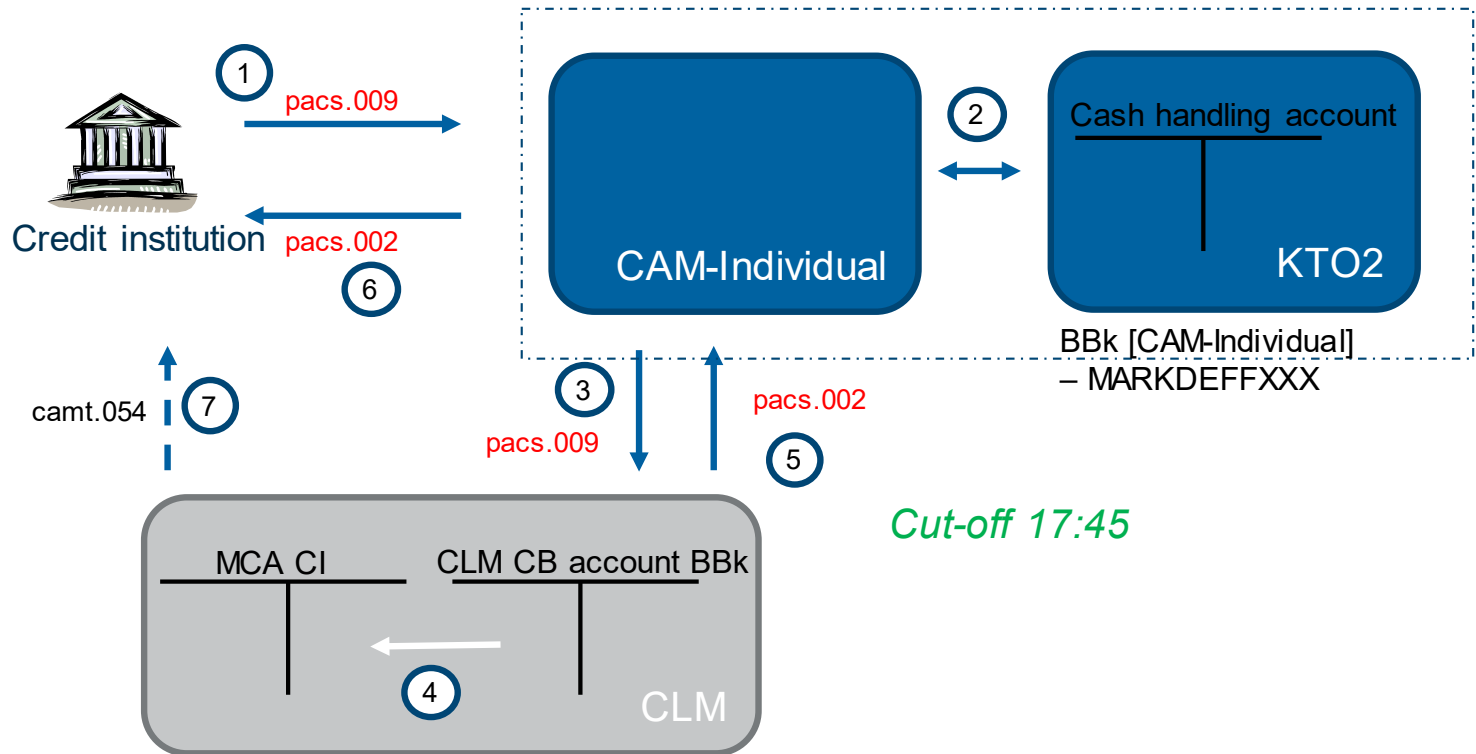 1
pacs.009
2
Cash handling account
Credit institution
pacs.002
6
CAM-Individual
KTO2
BBk [CAM-Individual]
– MARKDEFFXXX
3
pacs.009
pacs.002
5
camt.054
7
Cut-off 17:45
MCA CI
CLM CB account BBk
4
CLM